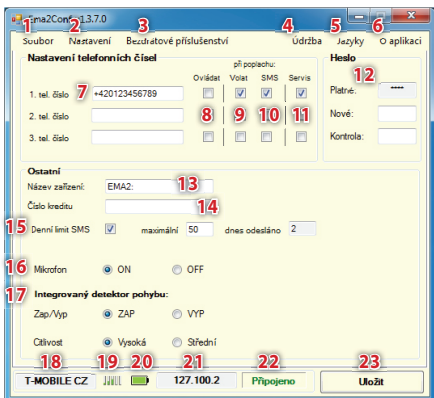 Ema2Config 1.3.7.0
1 2 3 4 5 6
Soubor Nastavení Bezdrátové příslušenství Údržba Jazyky O aplikaci
Nastavení telefonních čísel
Heslo
při poplachu:
Ovládat Volat SMS Servis
12
1. tel. číslo 7 +420123456789
Platné: ****
2. tel. číslo 8 9 10 11
Nové:
3. tel. číslo
Kontrola:
Ostatní
Název zařízení: EMA2: 13
Číslo kreditu 14
15 Denní limit SMS maximální 50 dnes odesláno 2
16 Mikrofon ON OFF
17 Integrovaný detektor pohybu:
Zap/Vyp ZAP VYP
Citlivost Vysoká Střední
18 19 20 21 22 23
T-MOBILE CZ 127.100.2 Připojeno Uložit